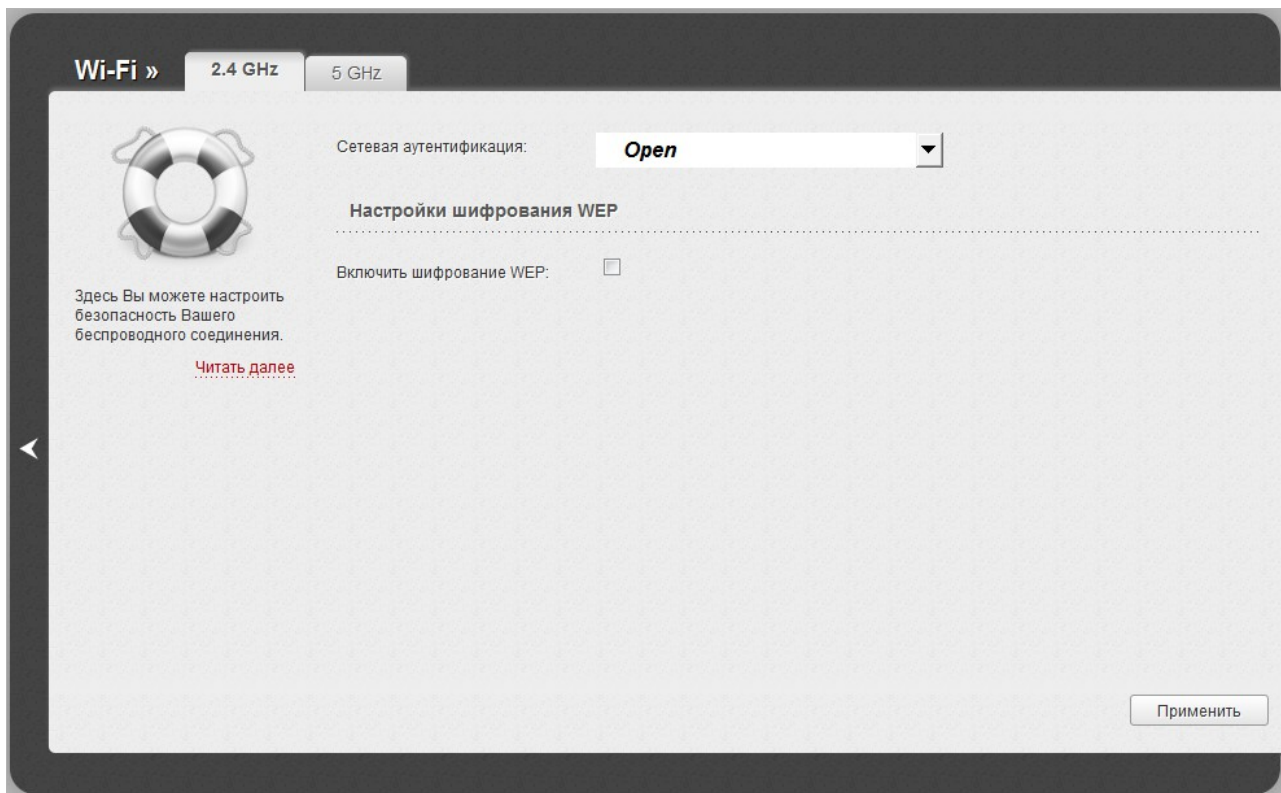 Wi-Fi » 2.4 GHz 5 GHz
Сетевая аутентификация: Open
Настройки шифрования WEP
Включить шифрование WEP:
Здесь Вы можете настроить
безопасность Вашего
беспроводного соединения.
Читать далее
Применить